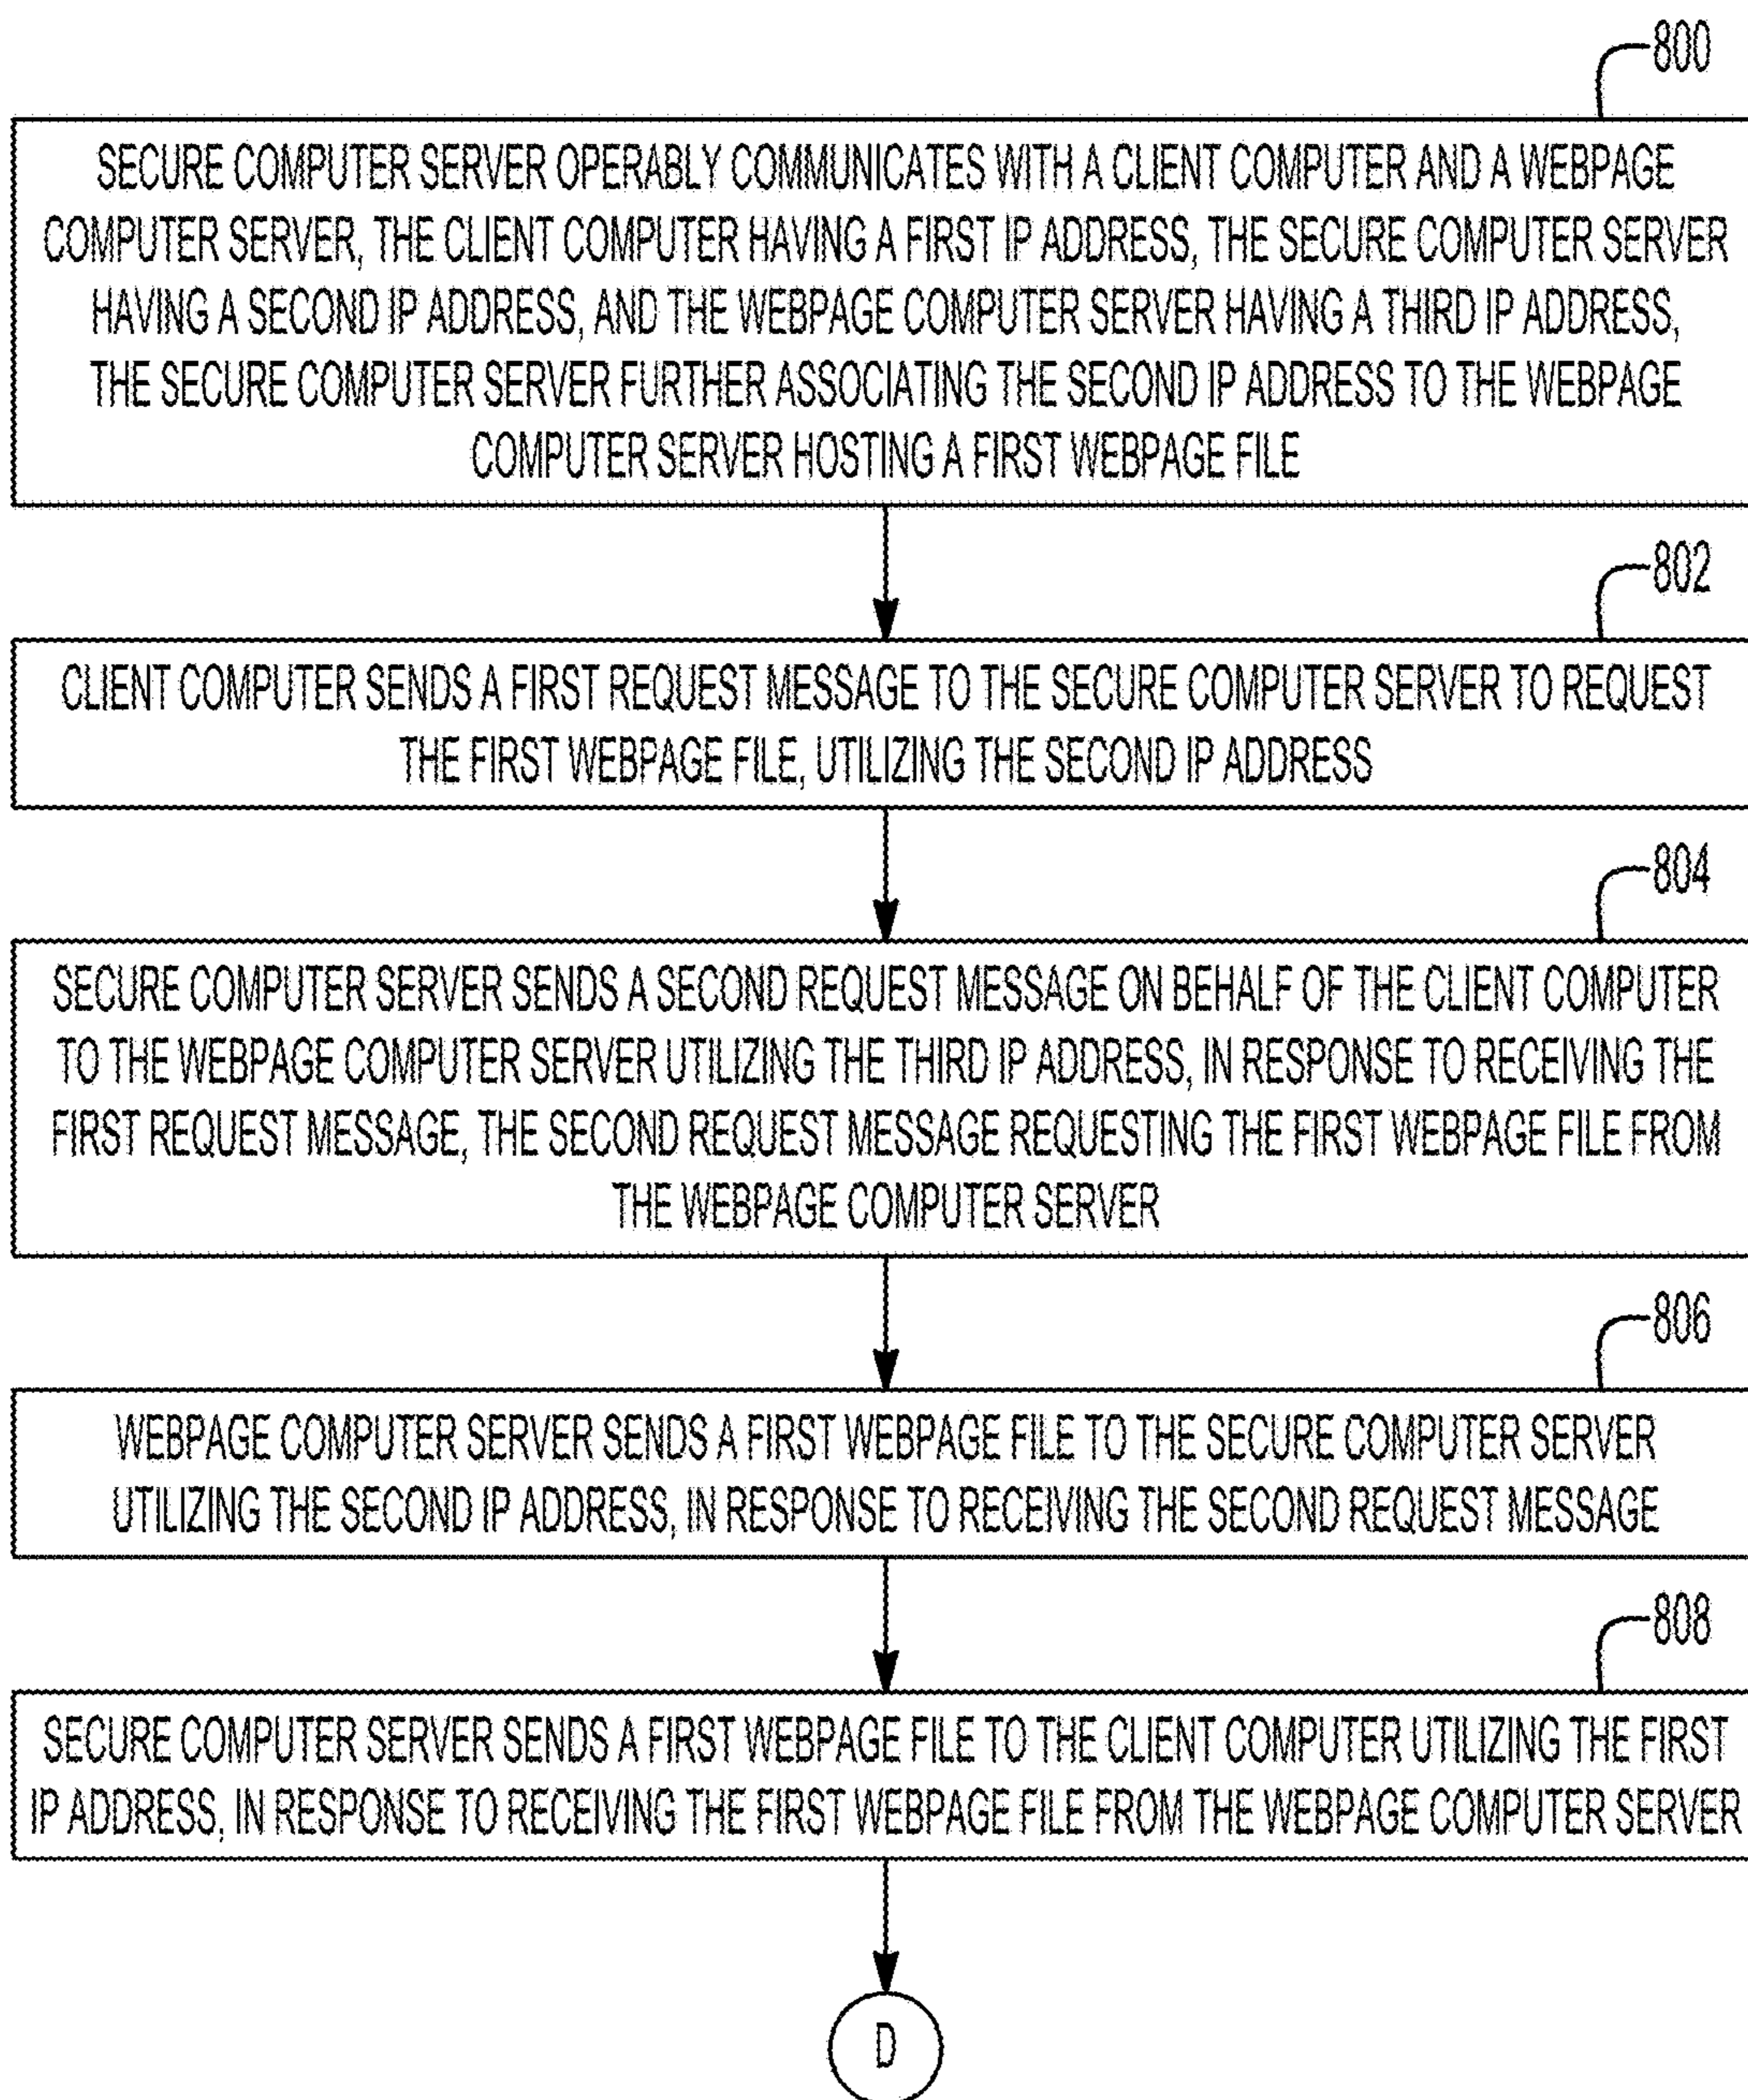 800
SECURE COMPUTER SERVER OPERABLY COMMUNICATES WITH A CLIENT COMPUTER AND A WEBPAGE
COMPUTER SERVER, THE CLIENT COMPUTER HAVING A FIRST IP ADDRESS, THE SECURE COMPUTER SERVER
HAVING A SECOND IP ADDRESS, AND THE WEBPAGE COMPUTER SERVER HAVING A THIRD IP ADDRESS,
THE SECURE COMPUTER SERVER FURTHER ASSOCIATING THE SECOND IP ADDRESS TO THE WEBPAGE
COMPUTER SERVER HOSTING A FIRST WEBPAGE FILE
802
CLIENT COMPUTER SENDS A FIRST REQUEST MESSAGE TO THE SECURE COMPUTER SERVER TO REQUEST
THE FIRST WEBPAGE FILE, UTILIZING THE SECOND IP ADDRESS
804
SECURE COMPUTER SERVER SENDS A SECOND REQUEST MESSAGE ON BEHALF OF THE CLIENT COMPUTER
TO THE WEBPAGE COMPUTER SERVER UTILIZING THE THIRD IP ADDRESS, IN RESPONSE TO RECEIVING THE
FIRST REQUEST MESSAGE, THE SECOND REQUEST MESSAGE REQUESTING THE FIRST WEBPAGE FILE FROM
THE WEBPAGE COMPUTER SERVER
806
WEBPAGE COMPUTER SERVER SENDS A FIRST WEBPAGE FILE TO THE SECURE COMPUTER SERVER
UTILIZING THE SECOND IP ADDRESS, IN RESPONSE TO RECEIVING THE SECOND REQUEST MESSAGE
808
SECURE COMPUTER SERVER SENDS A FIRST WEBPAGE FILE TO THE CLIENT COMPUTER UTILIZING THE FIRST
IP ADDRESS, IN RESPONSE TO RECEIVING THE FIRST WEBPAGE FILE FROM THE WEBPAGE COMPUTER SERVER
D